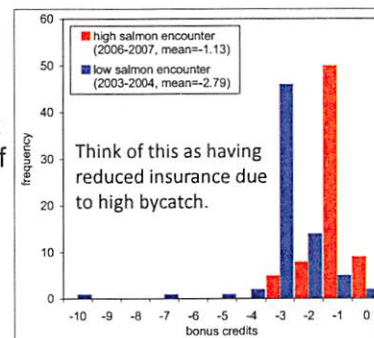 high salmon encounter
(2006-2007, mean=-1.13)
low salmon encounter
(2003-2004, mean=-2.79)
Think of this as having
reduced insurance due
to high bycatch.
f
frequency
60
50
40
30
20
10
0
-10 -9 -8 -7 -6 -5 -4 -3 -2 -1 0
bonus credits